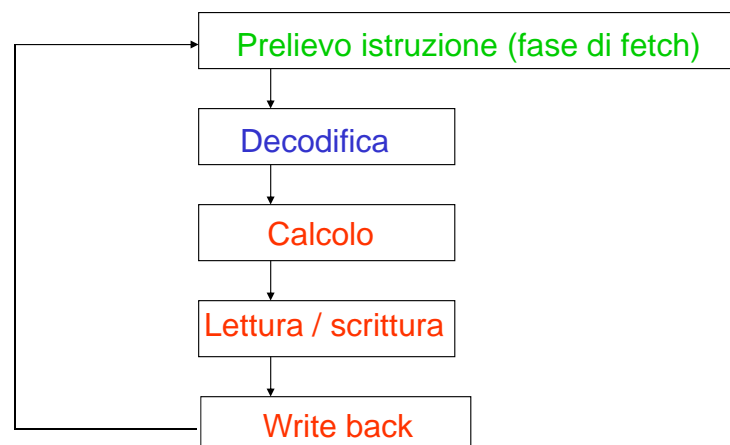 Prelievo istruzione (fase di fetch)
Decodifica
Calcolo
Lettura / scrittura
Write back